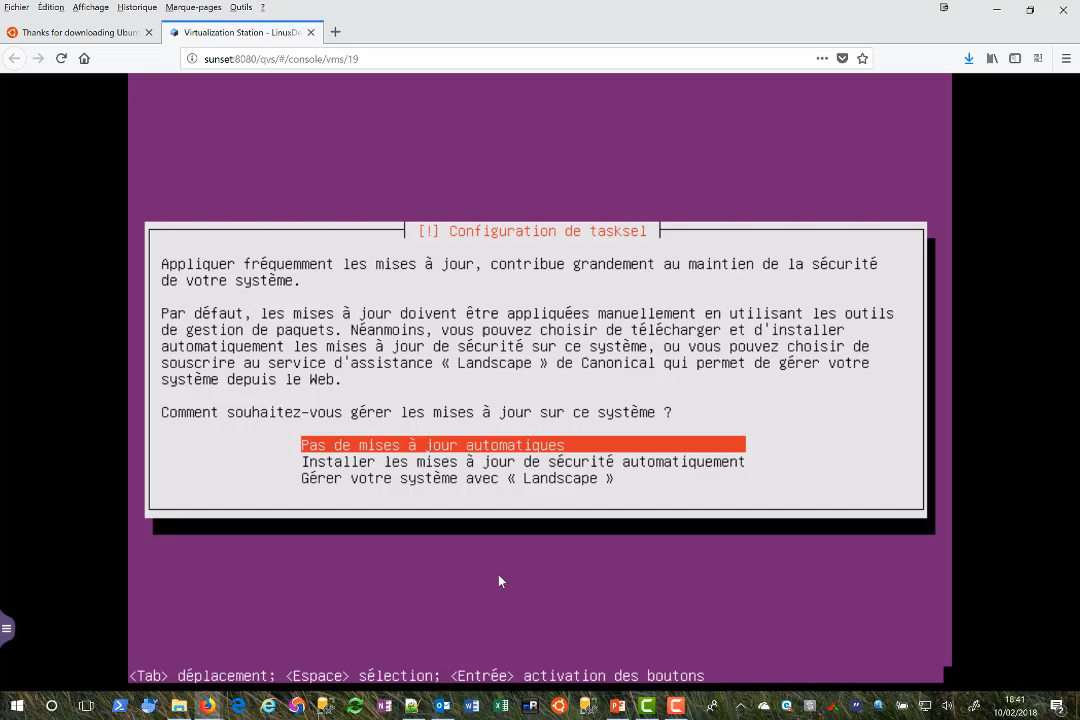 Fichier Édition Affichage Historique Marque-pages Outils ?
Thanks for downloading Ubun
Virtualization Station - LinuxDe
sunset:8080/qvs/#/console/vms/19
[!] Configuration de tasksel
Appliquer fréquemment les mises à jour, contribue grandement au maintien de la sécurité
de votre système.
Par défaut, les mises à jour doivent être appliquées manuellement en utilisant les outils
de gestion de paquets. Néanmoins, vous pouvez choisir de télécharger et d'installer
automatiquement les mises à jour de sécurité sur ce système, ou vous pouvez choisir de
souscrire au service d'assistance « Landscape » de Canonical qui permet de gérer votre
système depuis le Web.
Comment souhaitez-vous gérer les mises à jour sur ce système ?
Pas de mises à jour automatiques
Installer les mises à jour de sécurité automatiquement
Gérer votre système avec « Landscape »
<Tab> déplacement; <Espace> sélection; <Entrée> activation des boutons
18:41
10/02/2018